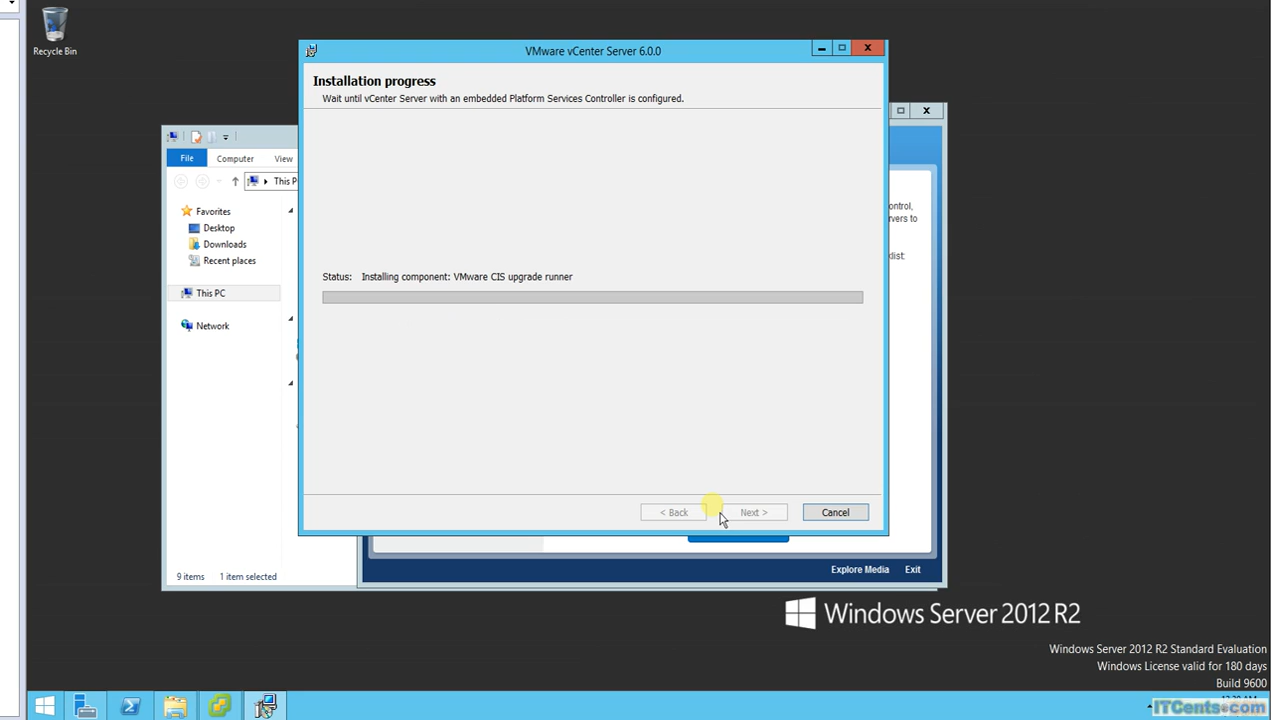 Recycle Bin
VMware vCenter Server 6.0.0
Installation progress
Wait until vCenter Server with an embedded Platform Services Controller is configured.
File
Computer
View
This P
Favorites
Desktop
Downloads
Recent places
This PC
Network
ontrol,
rvers to
list:
Status: Installing component: VMware CIS upgrade runner
< Back
Next >
Cancel
9 items 1 item selected
Explore Media
Exit
Windows Server 2012 R2
Windows Server 2012 R2 Standard Evaluation
Windows License valid for 180 days
Build 9600
ITCents.com